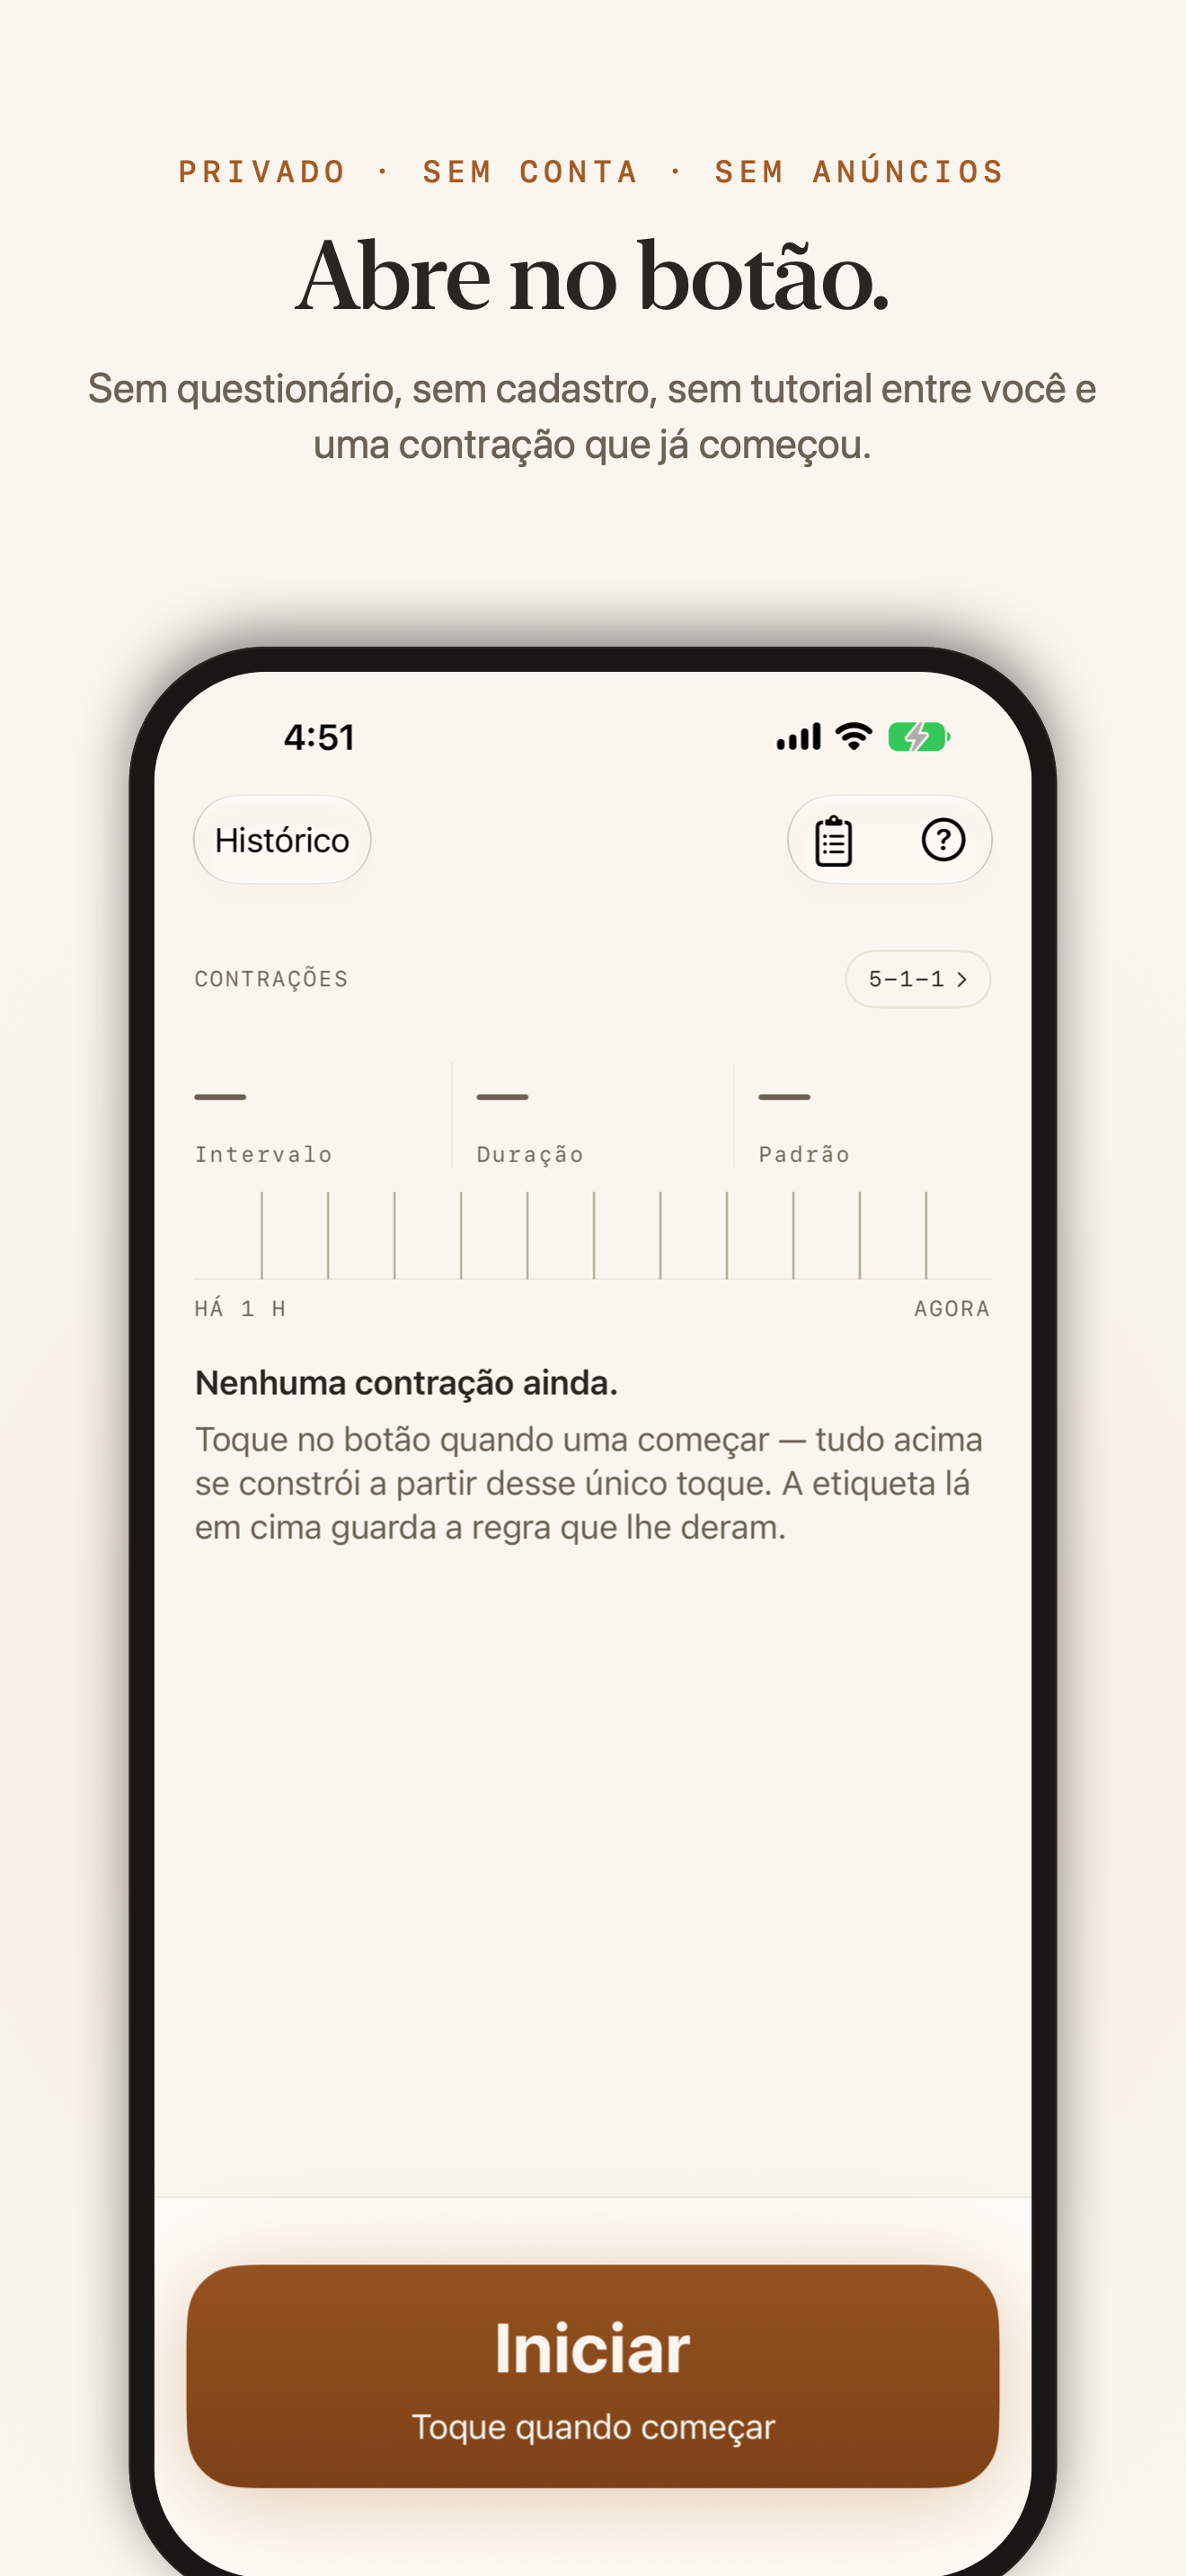 PRIVADO · SEM CONTA · SEM ANÚNCIOS
Abre no botão.
Sem questionário, sem cadastro, sem tutorial entre você e
uma contração que já começou.
4:51
Histórico
?
CONTRAÇÕES
5–1–1 >
— — —
Intervalo Duração Padrão
HÁ 1 H AGORA
Nenhuma contração ainda.
Toque no botão quando uma começar — tudo acima
se constrói a partir desse único toque. A etiqueta lá
em cima guarda a regra que lhe deram.
Iniciar
Toque quando começar